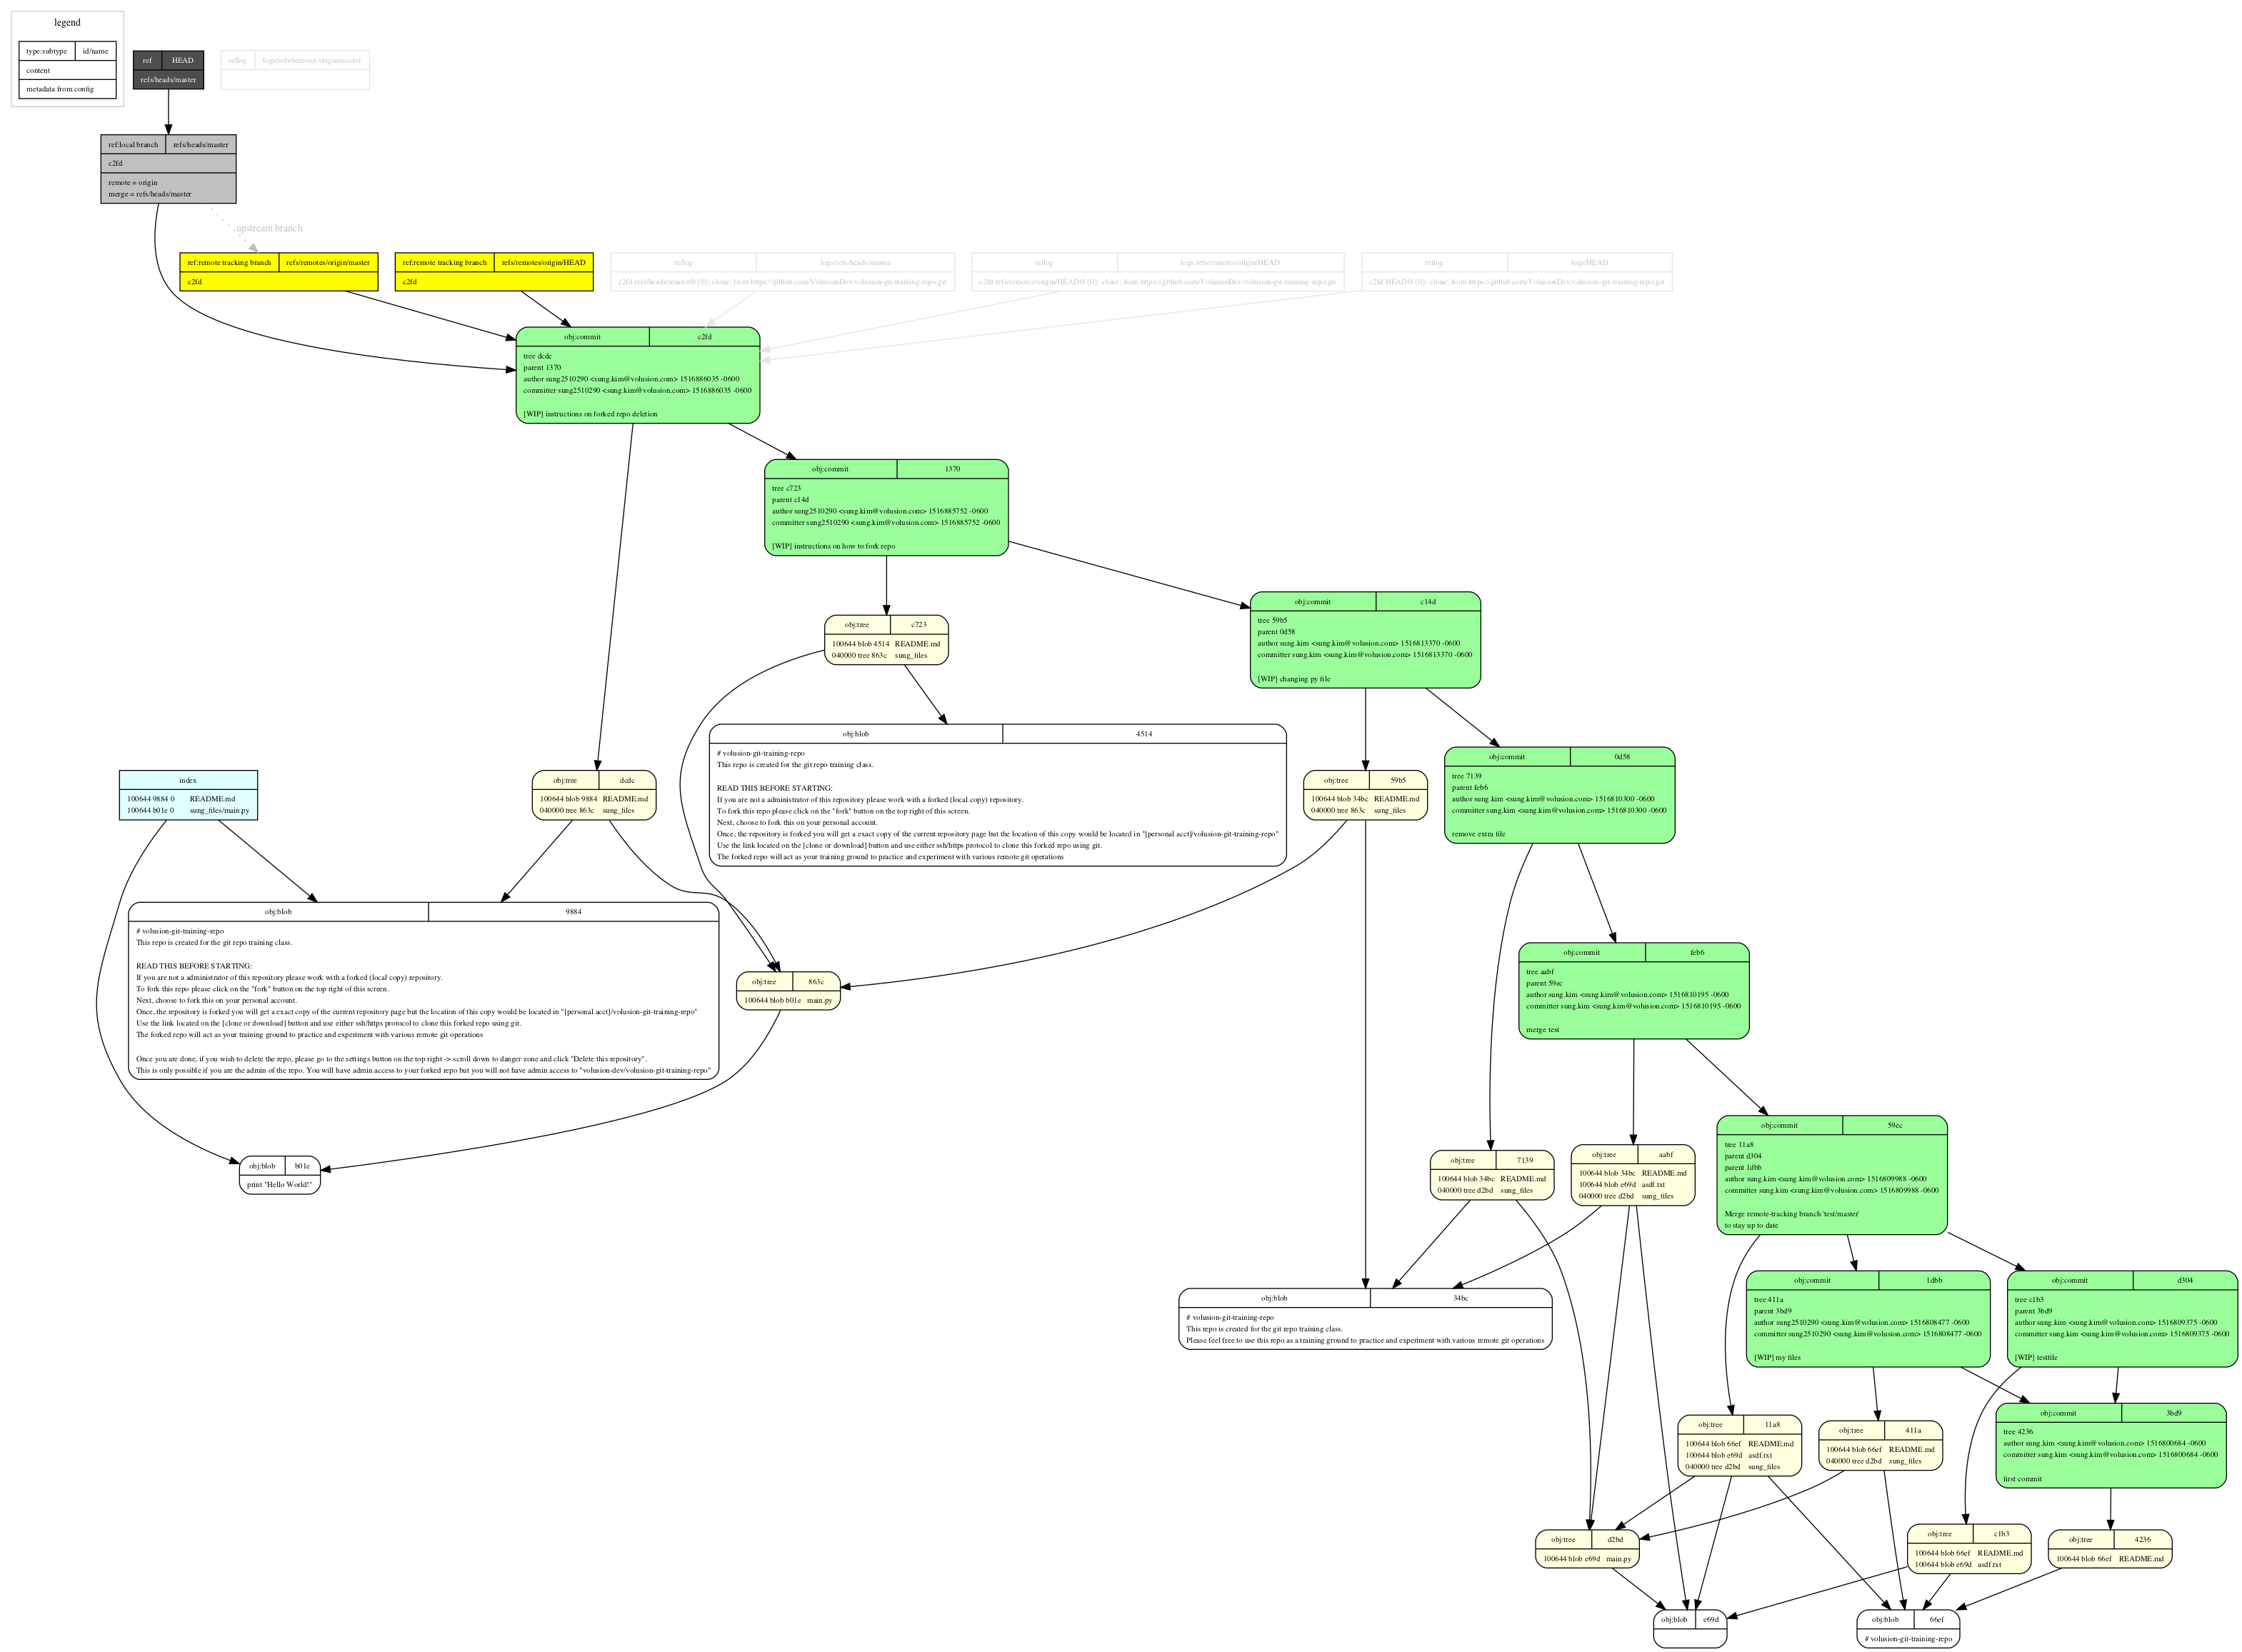 legend
type:subtype id/name
content
metadata from config
ref HEAD
refs/heads/master
reflog logs/refs/remotes/origin/master
ref:local branch refs/heads/master
c2fd
remote = origin
merge = refs/heads/master
upstream branch
ref:remote tracking branch refs/remotes/origin/master
c2fd
ref:remote tracking branch refs/remotes/origin/HEAD
c2fd
reflog logs/refs/heads/master
c2fd refs/heads/master@{0}: clone: from https://github.com/VolusionDev/volusion-git-training-repo.git
reflog logs/refs/remotes/origin/HEAD
c2fd refs/remotes/origin/HEAD@{0}: clone: from https://github.com/VolusionDev/volusion-git-training-repo.git
reflog logs/HEAD
c2fd HEAD@{0}: clone: from https://github.com/VolusionDev/volusion-git-training-repo.git
obj:commit c2fd
tree dcdc
parent 1370
author sung2510290 <sung.kim@volusion.com> 1516886035 -0600
committer sung2510290 <sung.kim@volusion.com> 1516886035 -0600
[WIP] instructions on forked repo deletion
obj:commit 1370
tree c723
parent c14d
author sung2510290 <sung.kim@volusion.com> 1516885752 -0600
committer sung2510290 <sung.kim@volusion.com> 1516885752 -0600
[WIP] instructions on how to fork repo
obj:commit c14d
tree 59b5
parent 0d58
author sung.kim <sung.kim@volusion.com> 1516813370 -0600
committer sung.kim <sung.kim@volusion.com> 1516813370 -0600
[WIP] changing py file
obj:tree c723
100644 blob 4514 README.md
040000 tree 863c sung_files
obj:blob 4514
# volusion-git-training-repo
This repo is created for the git repo training class.
READ THIS BEFORE STARTING:
If you are not a administrator of this repository please work with a forked (local copy) repository.
To fork this repo please click on the "fork" button on the top right of this screen.
Next, choose to fork this on your personal account.
Once, the repository is forked you will get a exact copy of the current repository page but the location of this copy would be located in "[personal acct]/volusion-git-training-repo"
Use the link located on the [clone or download] button and use either ssh/https protocol to clone this forked repo using git.
The forked repo will act as your training ground to practice and experiment with various remote git operations
obj:commit 0d58
tree 7139
parent feb6
author sung.kim <sung.kim@volusion.com> 1516810300 -0600
committer sung.kim <sung.kim@volusion.com> 1516810300 -0600
remove extra file
index
100644 9884 0 README.md
100644 b01e 0 sung_files/main.py
obj:tree dcdc
100644 blob 9884 README.md
040000 tree 863c sung_files
obj:tree 59b5
100644 blob 34bc README.md
040000 tree 863c sung_files
obj:blob 9884
# volusion-git-training-repo
This repo is created for the git repo training class.
READ THIS BEFORE STARTING:
If you are not a administrator of this repository please work with a forked (local copy) repository.
To fork this repo please click on the "fork" button on the top right of this screen.
Next, choose to fork this on your personal account.
Once, the repository is forked you will get a exact copy of the current repository page but the location of this copy would be located in "[personal acct]/volusion-git-training-repo"
Use the link located on the [clone or download] button and use either ssh/https protocol to clone this forked repo using git.
The forked repo will act as your training ground to practice and experiment with various remote git operations
Once you are done, if you wish to delete the repo, please go to the settings button on the top right -> scroll down to danger zone and click "Delete this repository".
This is only possible if you are the admin of the repo. You will have admin access to your forked repo but you will not have admin access to "volusion-dev/volusion-git-training-repo"
obj:tree 863c
100644 blob b01e main.py
obj:commit feb6
tree aabf
parent 59ec
author sung.kim <sung.kim@volusion.com> 1516810195 -0600
committer sung.kim <sung.kim@volusion.com> 1516810195 -0600
merge test
obj:commit 59ec
tree 11a8
parent d304
parent 1dbb
author sung.kim <sung.kim@volusion.com> 1516809988 -0600
committer sung.kim <sung.kim@volusion.com> 1516809988 -0600
Merge remote-tracking branch 'test/master'
to stay up to date
obj:blob b01e
print "Hello World!"
obj:tree 7139
100644 blob 34bc README.md
040000 tree d2bd sung_files
obj:tree aabf
100644 blob 34bc README.md
100644 blob e69d asdf.txt
040000 tree d2bd sung_files
obj:blob 34bc
# volusion-git-training-repo
This repo is created for the git repo training class.
Please feel free to use this repo as a training ground to practice and experiment with various remote git operations
obj:commit 1dbb
tree 411a
parent 3bd9
author sung2510290 <sung.kim@volusion.com> 1516808477 -0600
committer sung2510290 <sung.kim@volusion.com> 1516808477 -0600
[WIP] my files
obj:commit d304
tree c1b3
parent 3bd9
author sung.kim <sung.kim@volusion.com> 1516809375 -0600
committer sung.kim <sung.kim@volusion.com> 1516809375 -0600
[WIP] testfile
obj:tree 11a8
100644 blob 66ef README.md
100644 blob e69d asdf.txt
040000 tree d2bd sung_files
obj:tree 411a
100644 blob 66ef README.md
040000 tree d2bd sung_files
obj:commit 3bd9
tree 4236
author sung.kim <sung.kim@volusion.com> 1516800684 -0600
committer sung.kim <sung.kim@volusion.com> 1516800684 -0600
first commit
obj:tree d2bd
100644 blob e69d main.py
obj:tree c1b3
100644 blob 66ef README.md
100644 blob e69d asdf.txt
obj:tree 4236
100644 blob 66ef README.md
obj:blob e69d
obj:blob 66ef
# volusion-git-training-repo